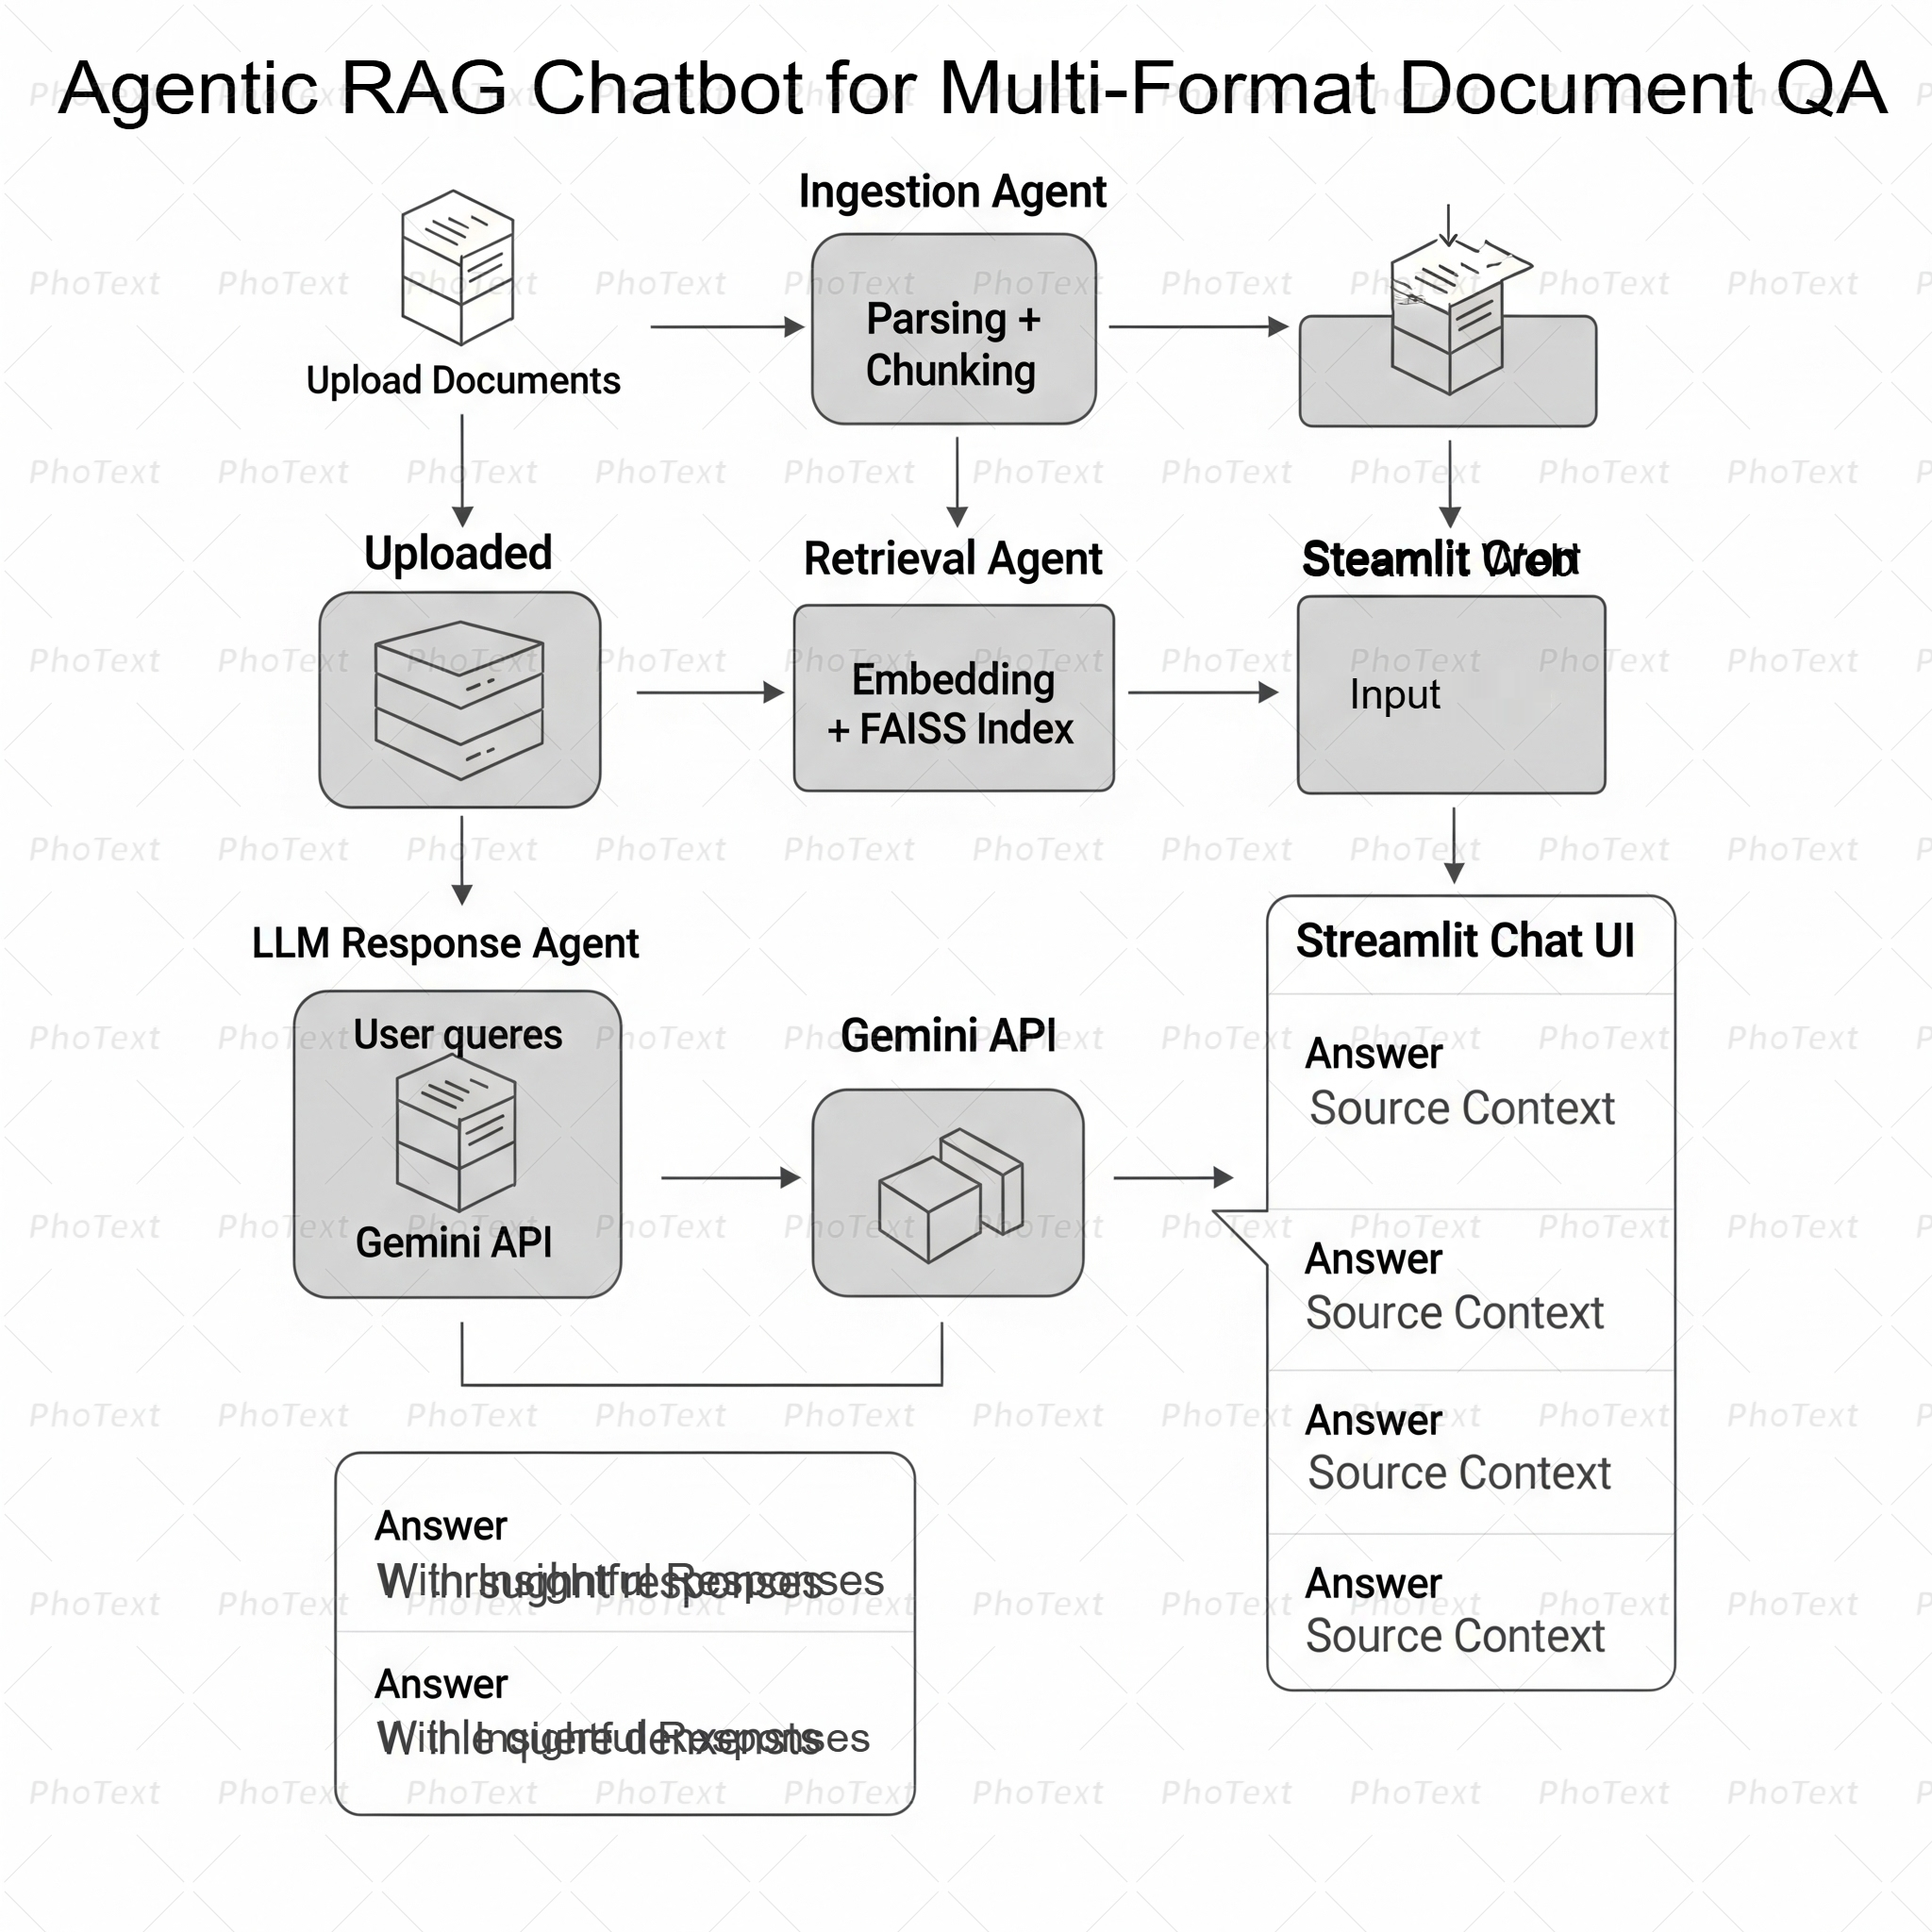 Agentic RAG Chatbot for Multi-Format Document QA
Ingestion Agent
Parsing +
Chunking
Upload Documents
Uploaded
Retrieval Agent
Steamlit
Embedding
+ FAISS Index
Input
LLM Response Agent
User queres
Gemini API
Gemini API
Streamlit Chat UI
Answer
Source Context
Answer
Source Context
Answer
Source Context
Answer
Source Context
Answer
Answer
PhoText